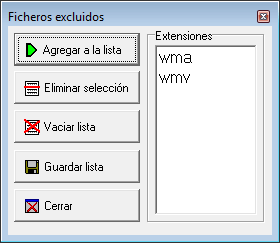 Ficheros excluidos
Agregar a la lista
Eliminar selección
Vaciar lista
Guardar lista
Cerrar
Extensiones
wma
wmv